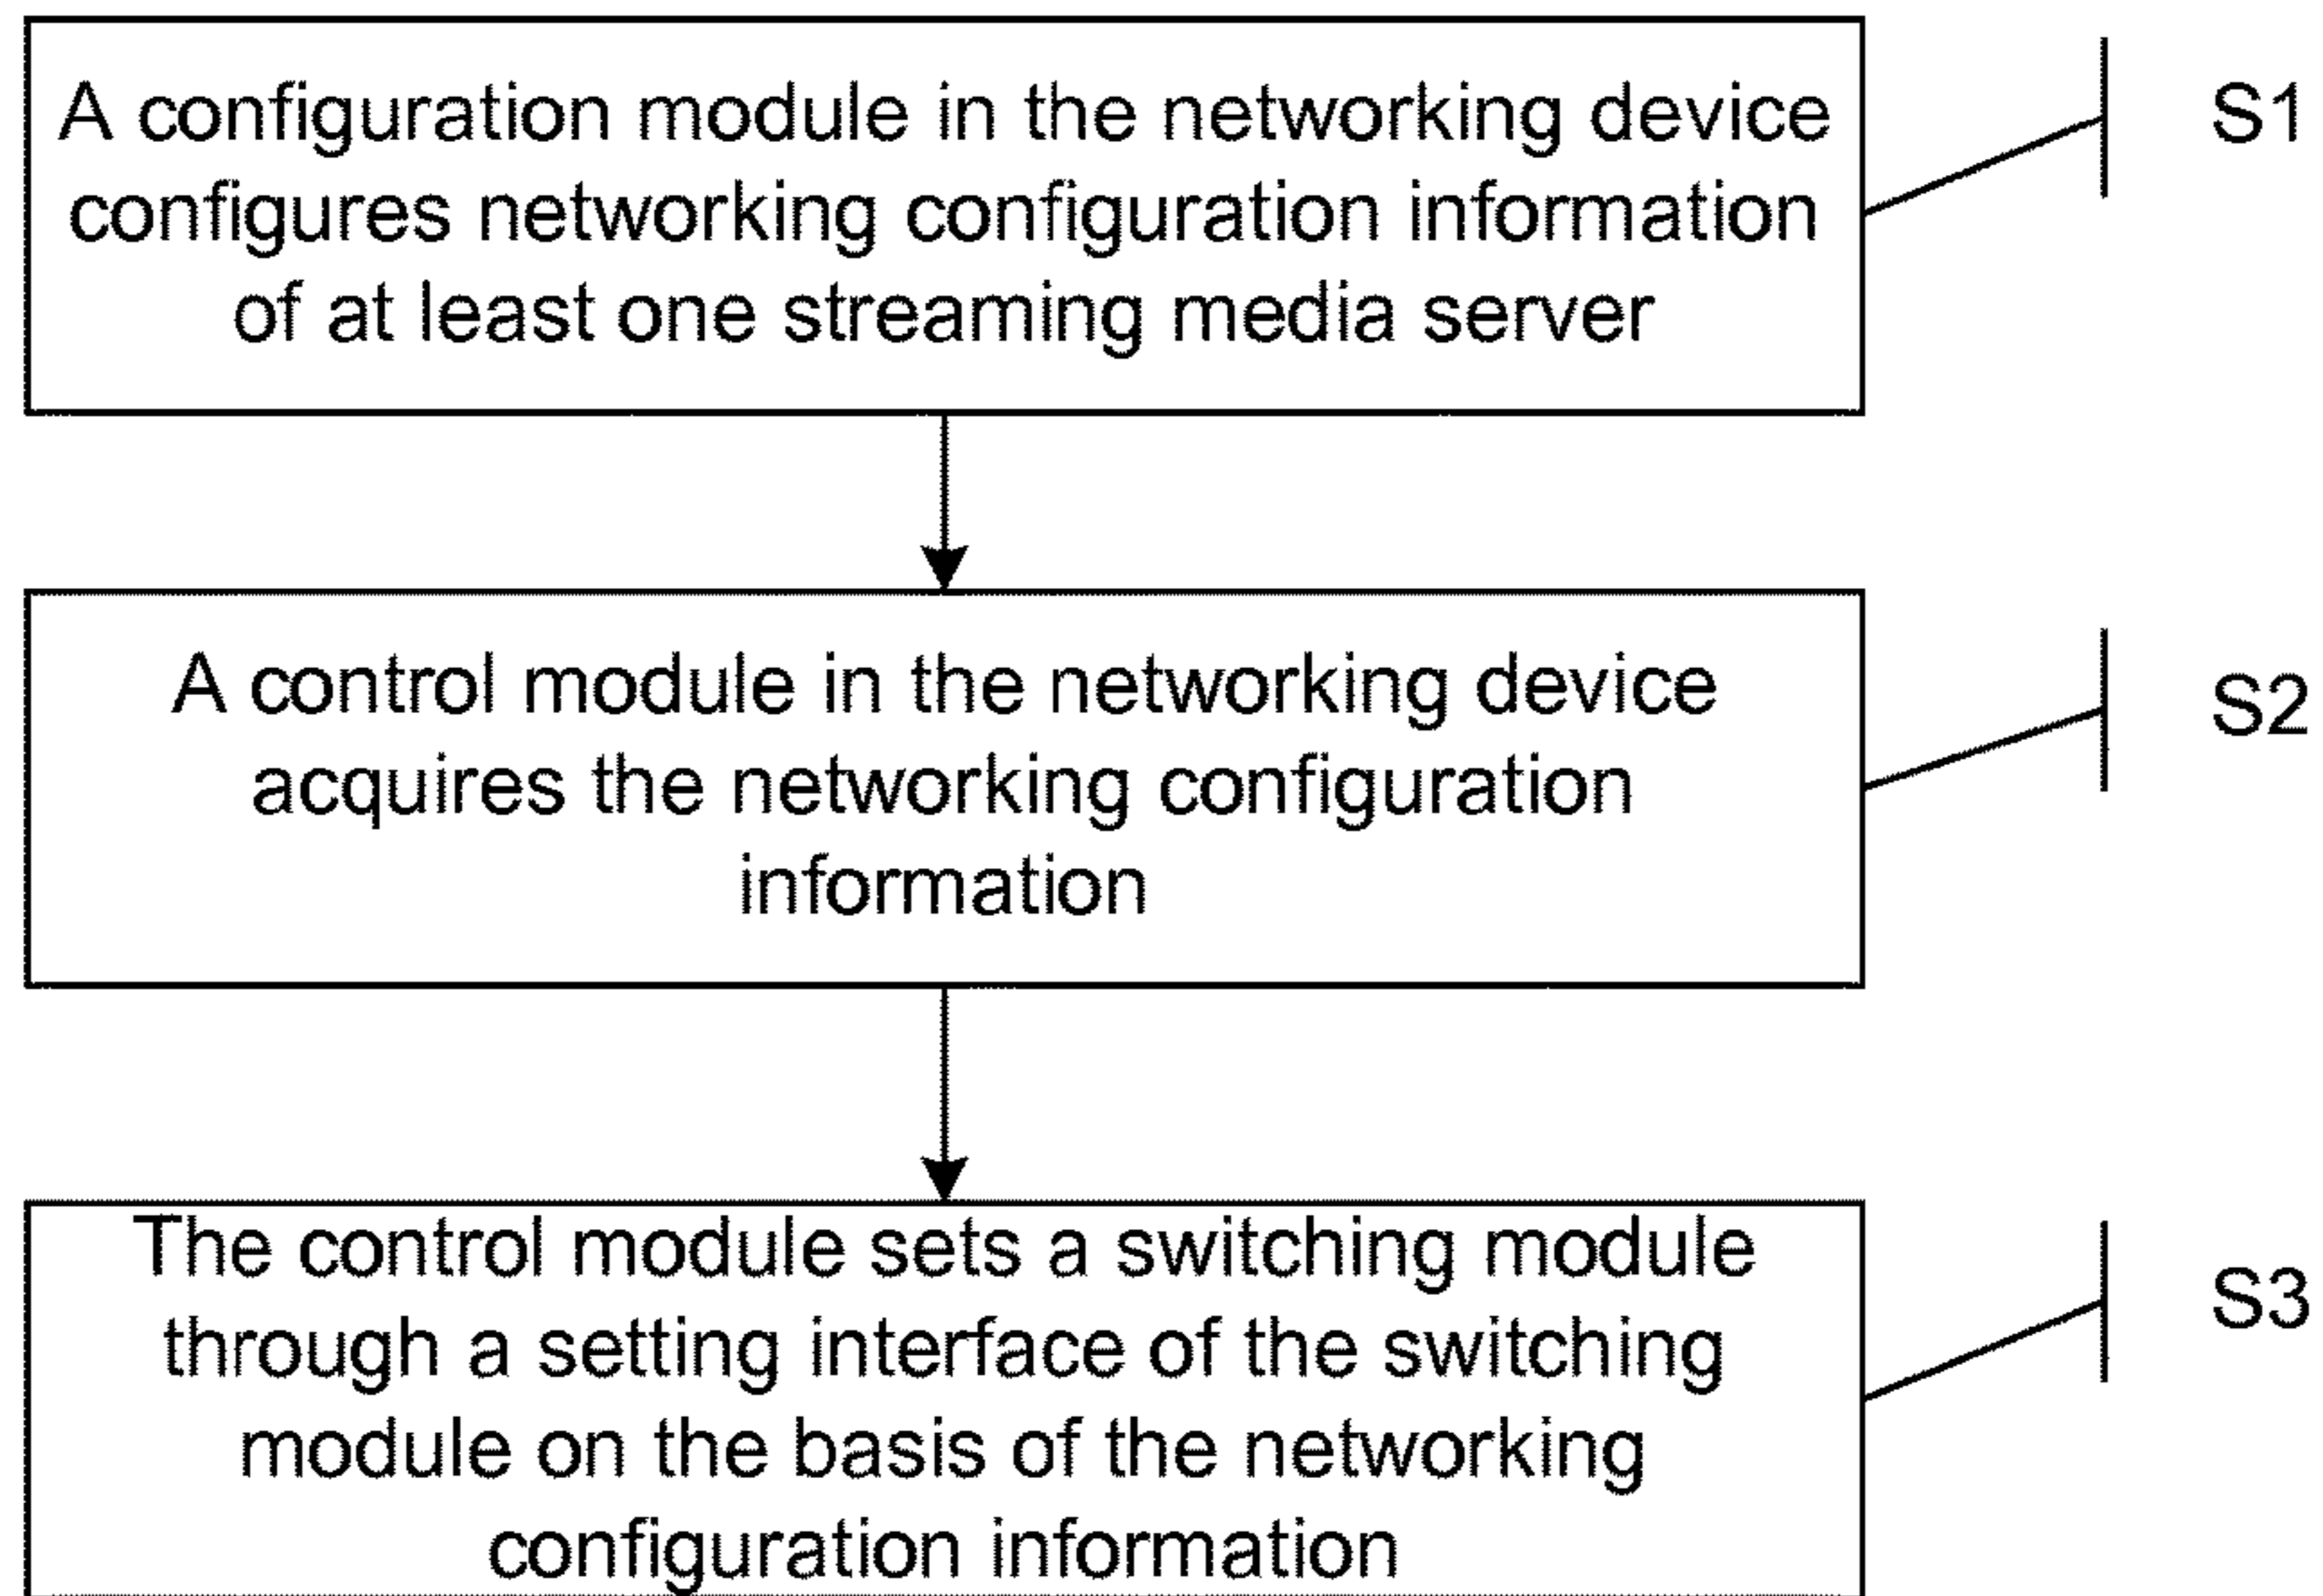 A configuration module in the networking device
configures networking configuration information
of at least one streaming media server
S1
A control module in the networking device
acquires the networking configuration
information
S2
The control module sets a switching module
through a setting interface of the switching
module on the basis of the networking
configuration information
S3